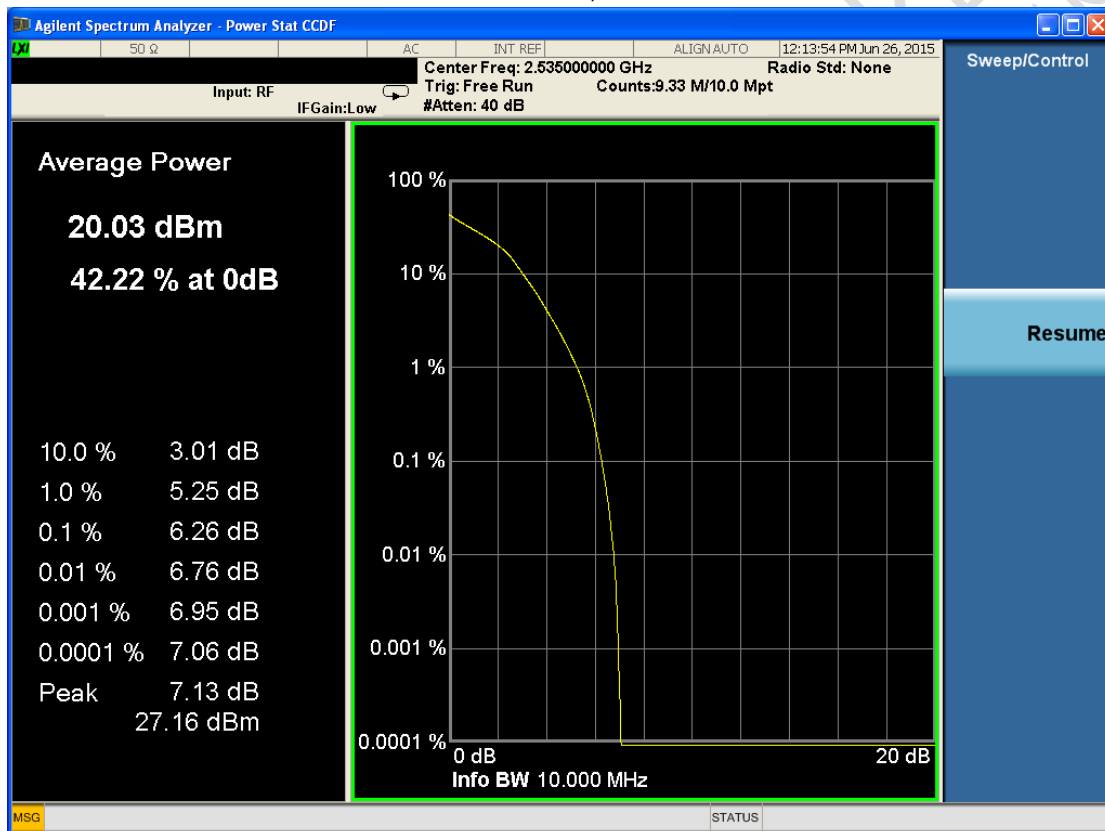 Agilent Spectrum Analyzer - Power Stat CCDF
LXI 50 Ω AC INT REF ALIGN AUTO 12:13:54 PM Jun 26, 2015
Sweep/Control
Center Freq: 2.535000000 GHz Radio Std: None
Input: RF Trig: Free Run Counts:9.33 M/10.0 Mpt
IFGain:Low #Atten: 40 dB
Average Power
20.03 dBm
42.22 % at 0dB
10.0 % 3.01 dB
1.0 % 5.25 dB
0.1 % 6.26 dB
0.01 % 6.76 dB
0.001 % 6.95 dB
0.0001 % 7.06 dB
Peak 7.13 dB
27.16 dBm
100 %
10 %
1 %
0.1 %
0.01 %
0.001 %
0.0001 %
0 dB 20 dB
Info BW 10.000 MHz
Resume
MSG STATUS